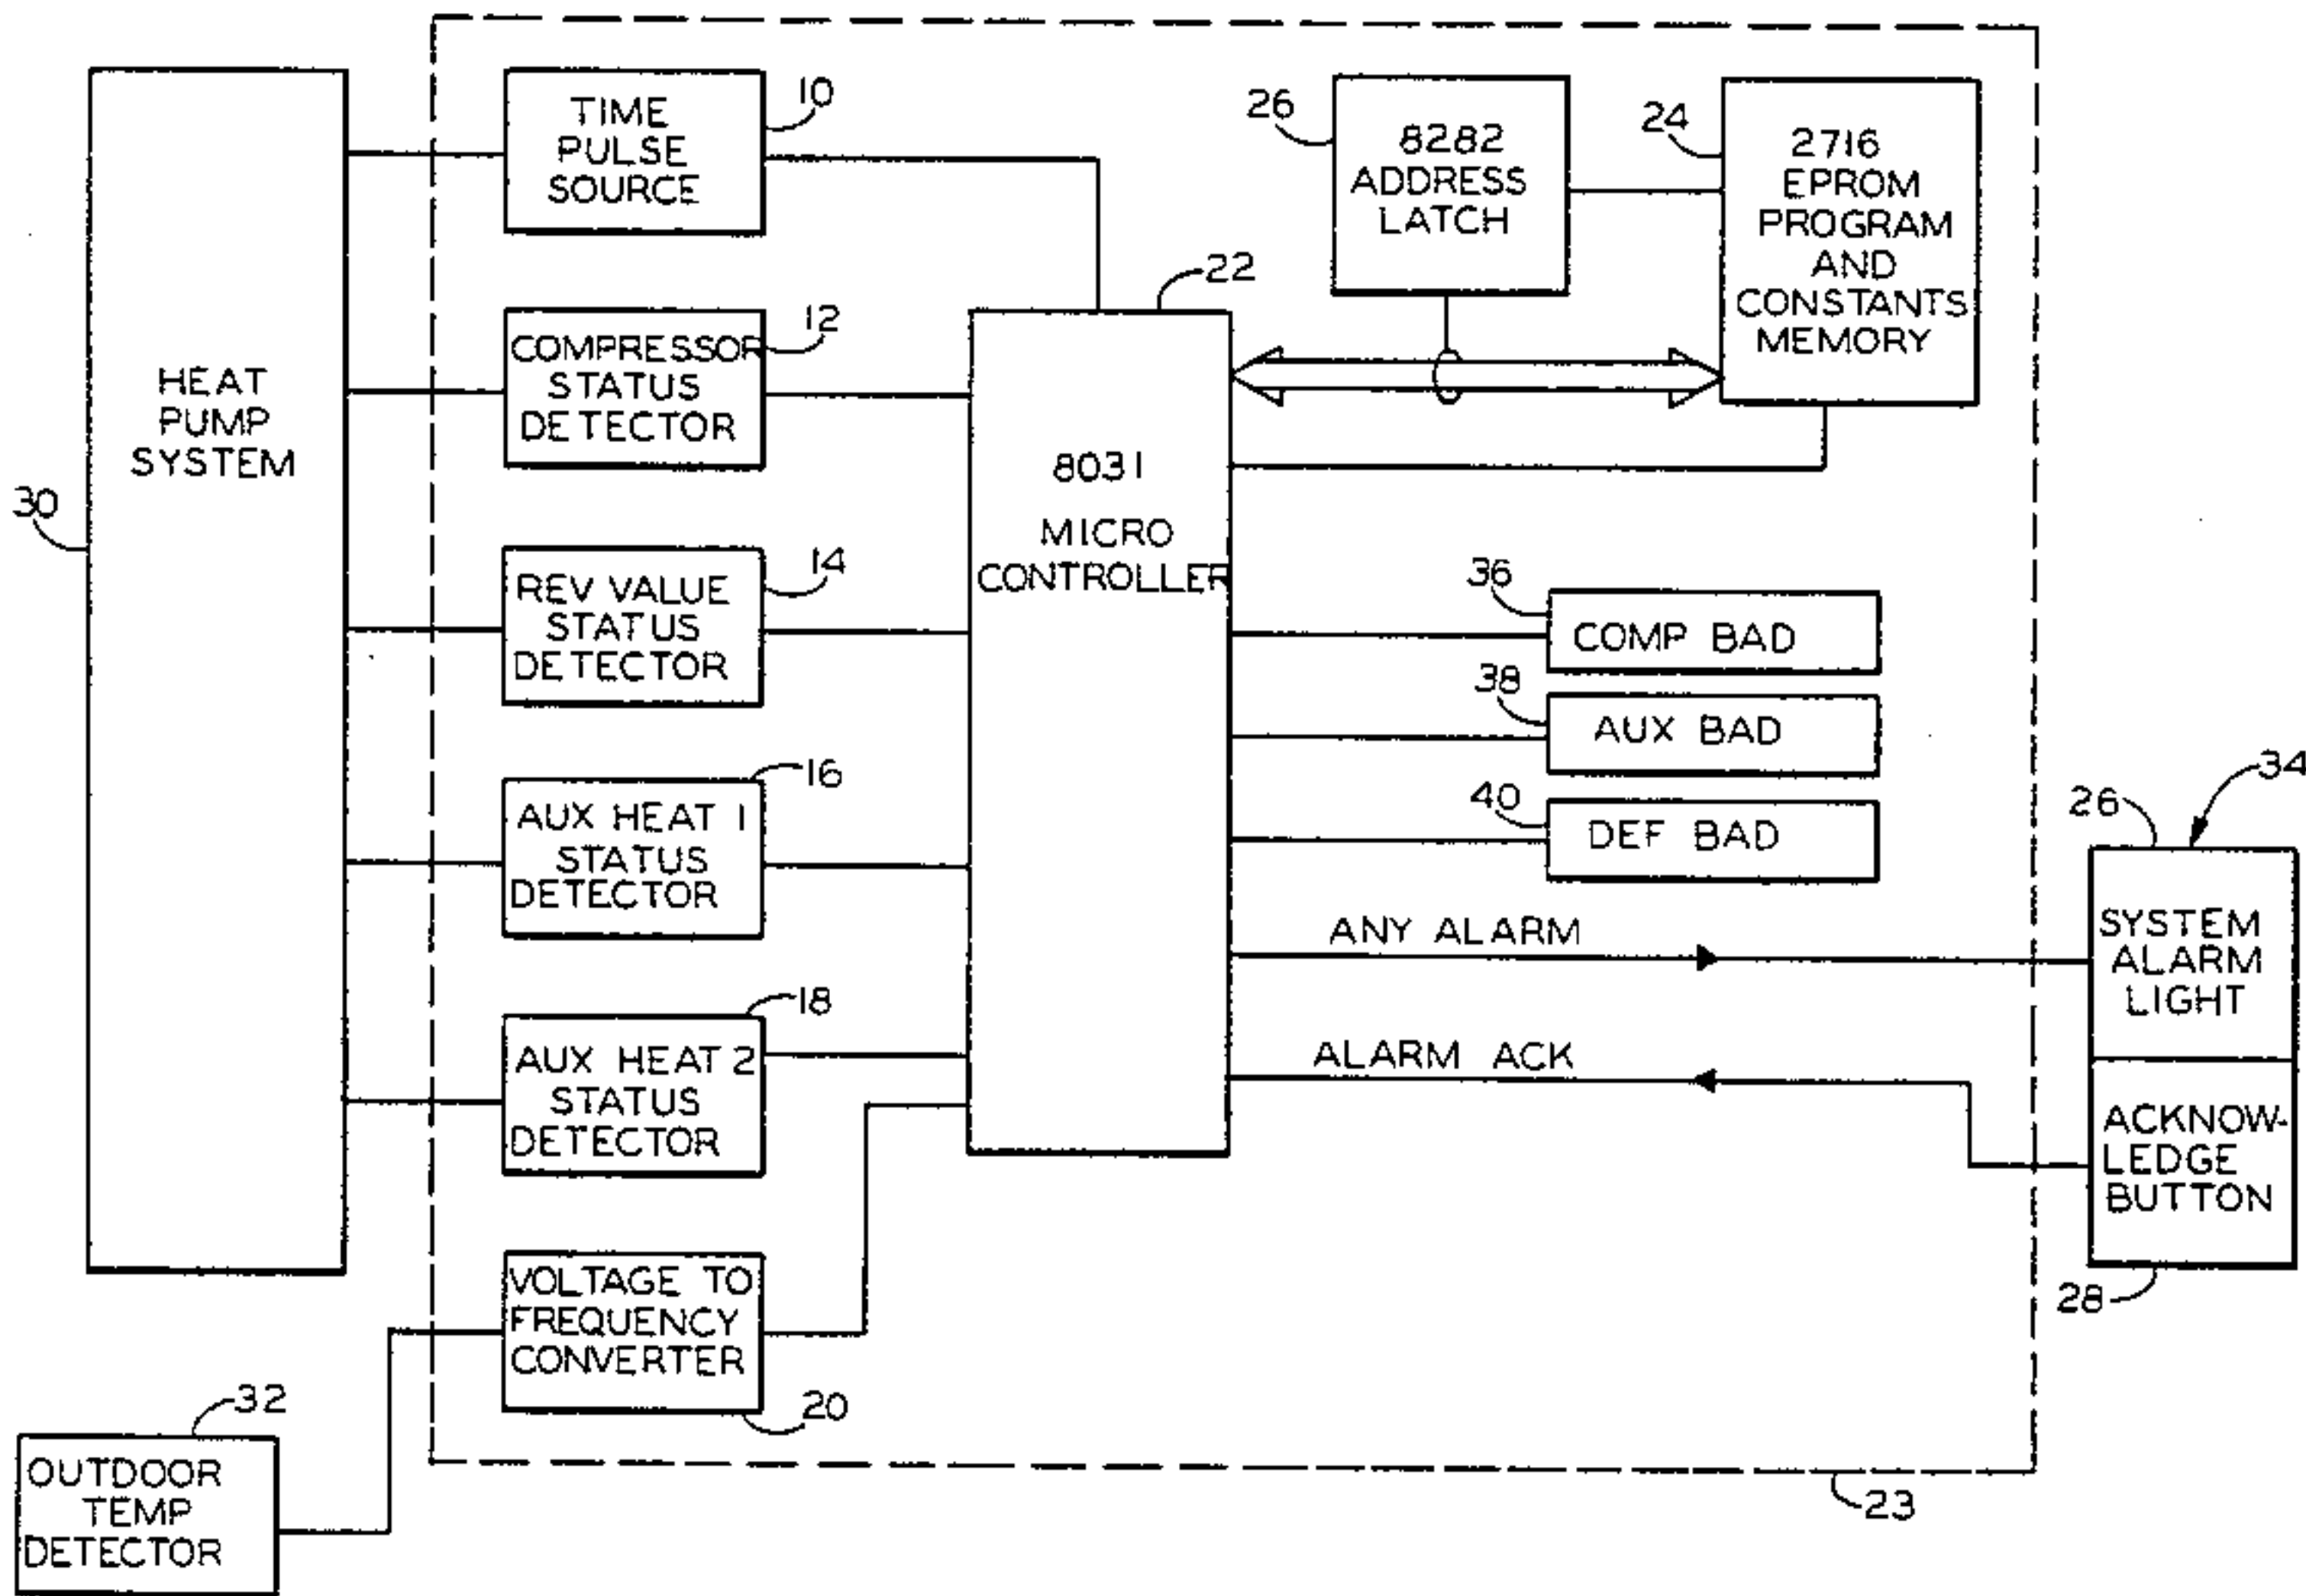 HEAT
PUMP
SYSTEM
30
TIME
PULSE
SOURCE
10
COMPRESSOR
STATUS
DETECTOR
12
REV VALUE
STATUS
DETECTOR
14
AUX HEAT 1
STATUS
DETECTOR
16
AUX HEAT 2
STATUS
DETECTOR
18
VOLTAGE TO
FREQUENCY
CONVERTER
20
OUTDOOR
TEMP
DETECTOR
32
8031
MICRO
CONTROLLER
22
8282
ADDRESS
LATCH
26
2716
EPROM
PROGRAM
AND
CONSTANTS
MEMORY
24
36
COMP BAD
38
AUX BAD
40
DEF BAD
ANY ALARM
ALARM ACK
34
26
SYSTEM
ALARM
LIGHT
ACKNOW-
LEDGE
BUTTON
28
23